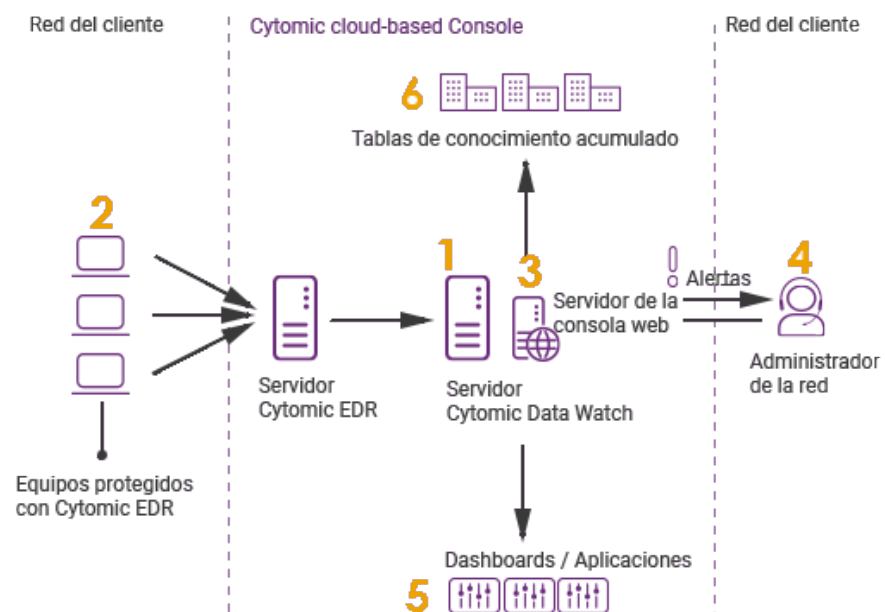 Red del cliente
Cytomic cloud-based Console
Red del cliente
6
Tablas de conocimiento acumulado
2
1
3
4
Alertas
Servidor de la
consola web
Servidor
Cytomic EDR
Servidor
Cytomic Data Watch
Administrador
de la red
Equipos protegidos
con Cytomic EDR
Dashboards / Aplicaciones
5